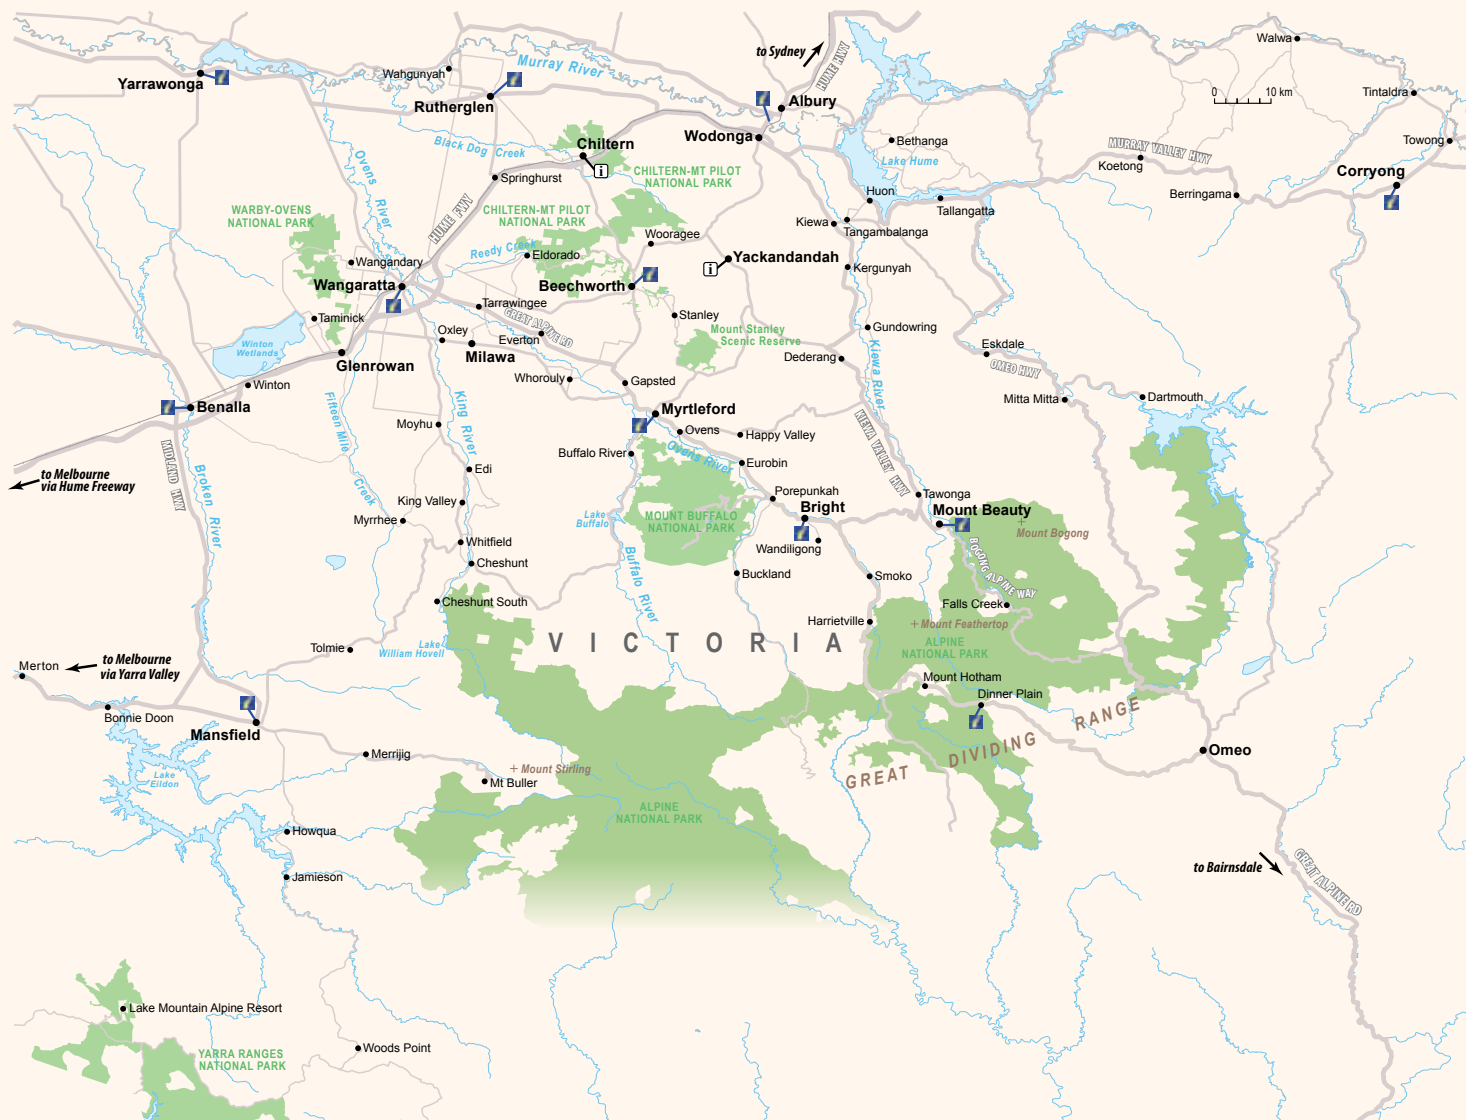 Walwa
to Sydney
HUME HWY
Murray River
Wahgunyah
Yarrawonga
0
10 km
Tintaldra
Rutherglen
Albury
Wodonga
Black Dog Creek
Chiltern
i
Bethanga
Lake Hume
MURRAY VALLEY HWY
Towong
Koetong
Corryong
Ovens River
Springhurst
CHILTERN-MT PILOT
NATIONAL PARK
Huon
Berringama
Tallangatta
WARBY-OVENS
NATIONAL PARK
HUME FWY
CHILTERN-MT PILOT
NATIONAL PARK
Kiewa
Tangambalanga
Wooragee
Reedy Creek
Eldorado
Yackandandah
i
Wangandary
Kergunyah
Wangaratta
Beechworth
Tarrawingee
Taminick
GREAT ALPINE RD
Stanley
Gundowring
Oxley
Everton
Mount Stanley
Scenic Reserve
Winton
Wetlands
Milawa
Kiewa River
Eskdale
Dederang
Glenrowan
OMEO HWY
Winton
Whorouly
Gapsted
Mitta Mitta
Dartmouth
Benalla
Fifteen Mile
Creek
King River
Myrtleford
Moyhu
Ovens
Happy Valley
KIEWA VALLEY HWY
MIDLAND HWY
Broken River
Buffalo River
Ovens River
Eurobin
to Melbourne
via Hume Freeway
Edi
King Valley
Porepunkah
Tawonga
Bright
Mount Beauty
Myrrhee
Lake
Buffalo
MOUNT BUFFALO
NATIONAL PARK
Mount Bogong
Whitfield
Wandiligong
BOGONG ALPINE WAY
Cheshunt
Buffalo River
Buckland
Smoko
Cheshunt South
Falls Creek
Harrietville
Mount Feathertop
VICTORIA
Tolmie
Lake
William Hovell
ALPINE
NATIONAL PARK
Merton
to Melbourne
via Yarra Valley
Mount Hotham
Dinner Plain
Bonnie Doon
Mansfield
GREAT DIVIDING RANGE
Omeo
Merrijig
Mount Stirling
Lake
Eildon
Mt Buller
ALPINE
NATIONAL PARK
Howqua
to Bairnsdale
GREAT ALPINE RD
Jamieson
Lake Mountain Alpine Resort
Woods Point
YARRA RANGES
NATIONAL PARK